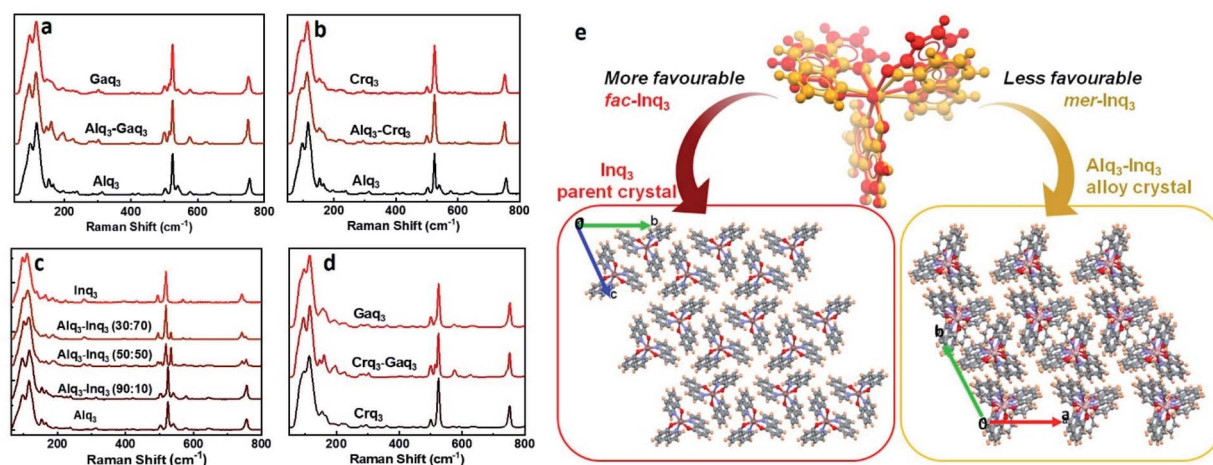 a
Gaq3
Alq3-Gaq3
Alq3
200 400 600 800
Raman Shift (cm-1)
b
Crq3
Alq3-Crq3
Alq3
200 400 600 800
Raman Shift (cm-1)
c
Inq3
Alq3-Inq3 (30:70)
Alq3-Inq3 (50:50)
Alq3-Inq3 (90:10)
Alq3
200 400 600 800
Raman Shift (cm-1)
d
Gaq3
Crq3-Gaq3
Crq3
200 400 600 800
Raman Shift (cm-1)
e
More favourable
fac-Inq3
Less favourable
mer-Inq3
Inq3
parent crystal
Alq3-Inq3
alloy crystal
b
c
b
0
a